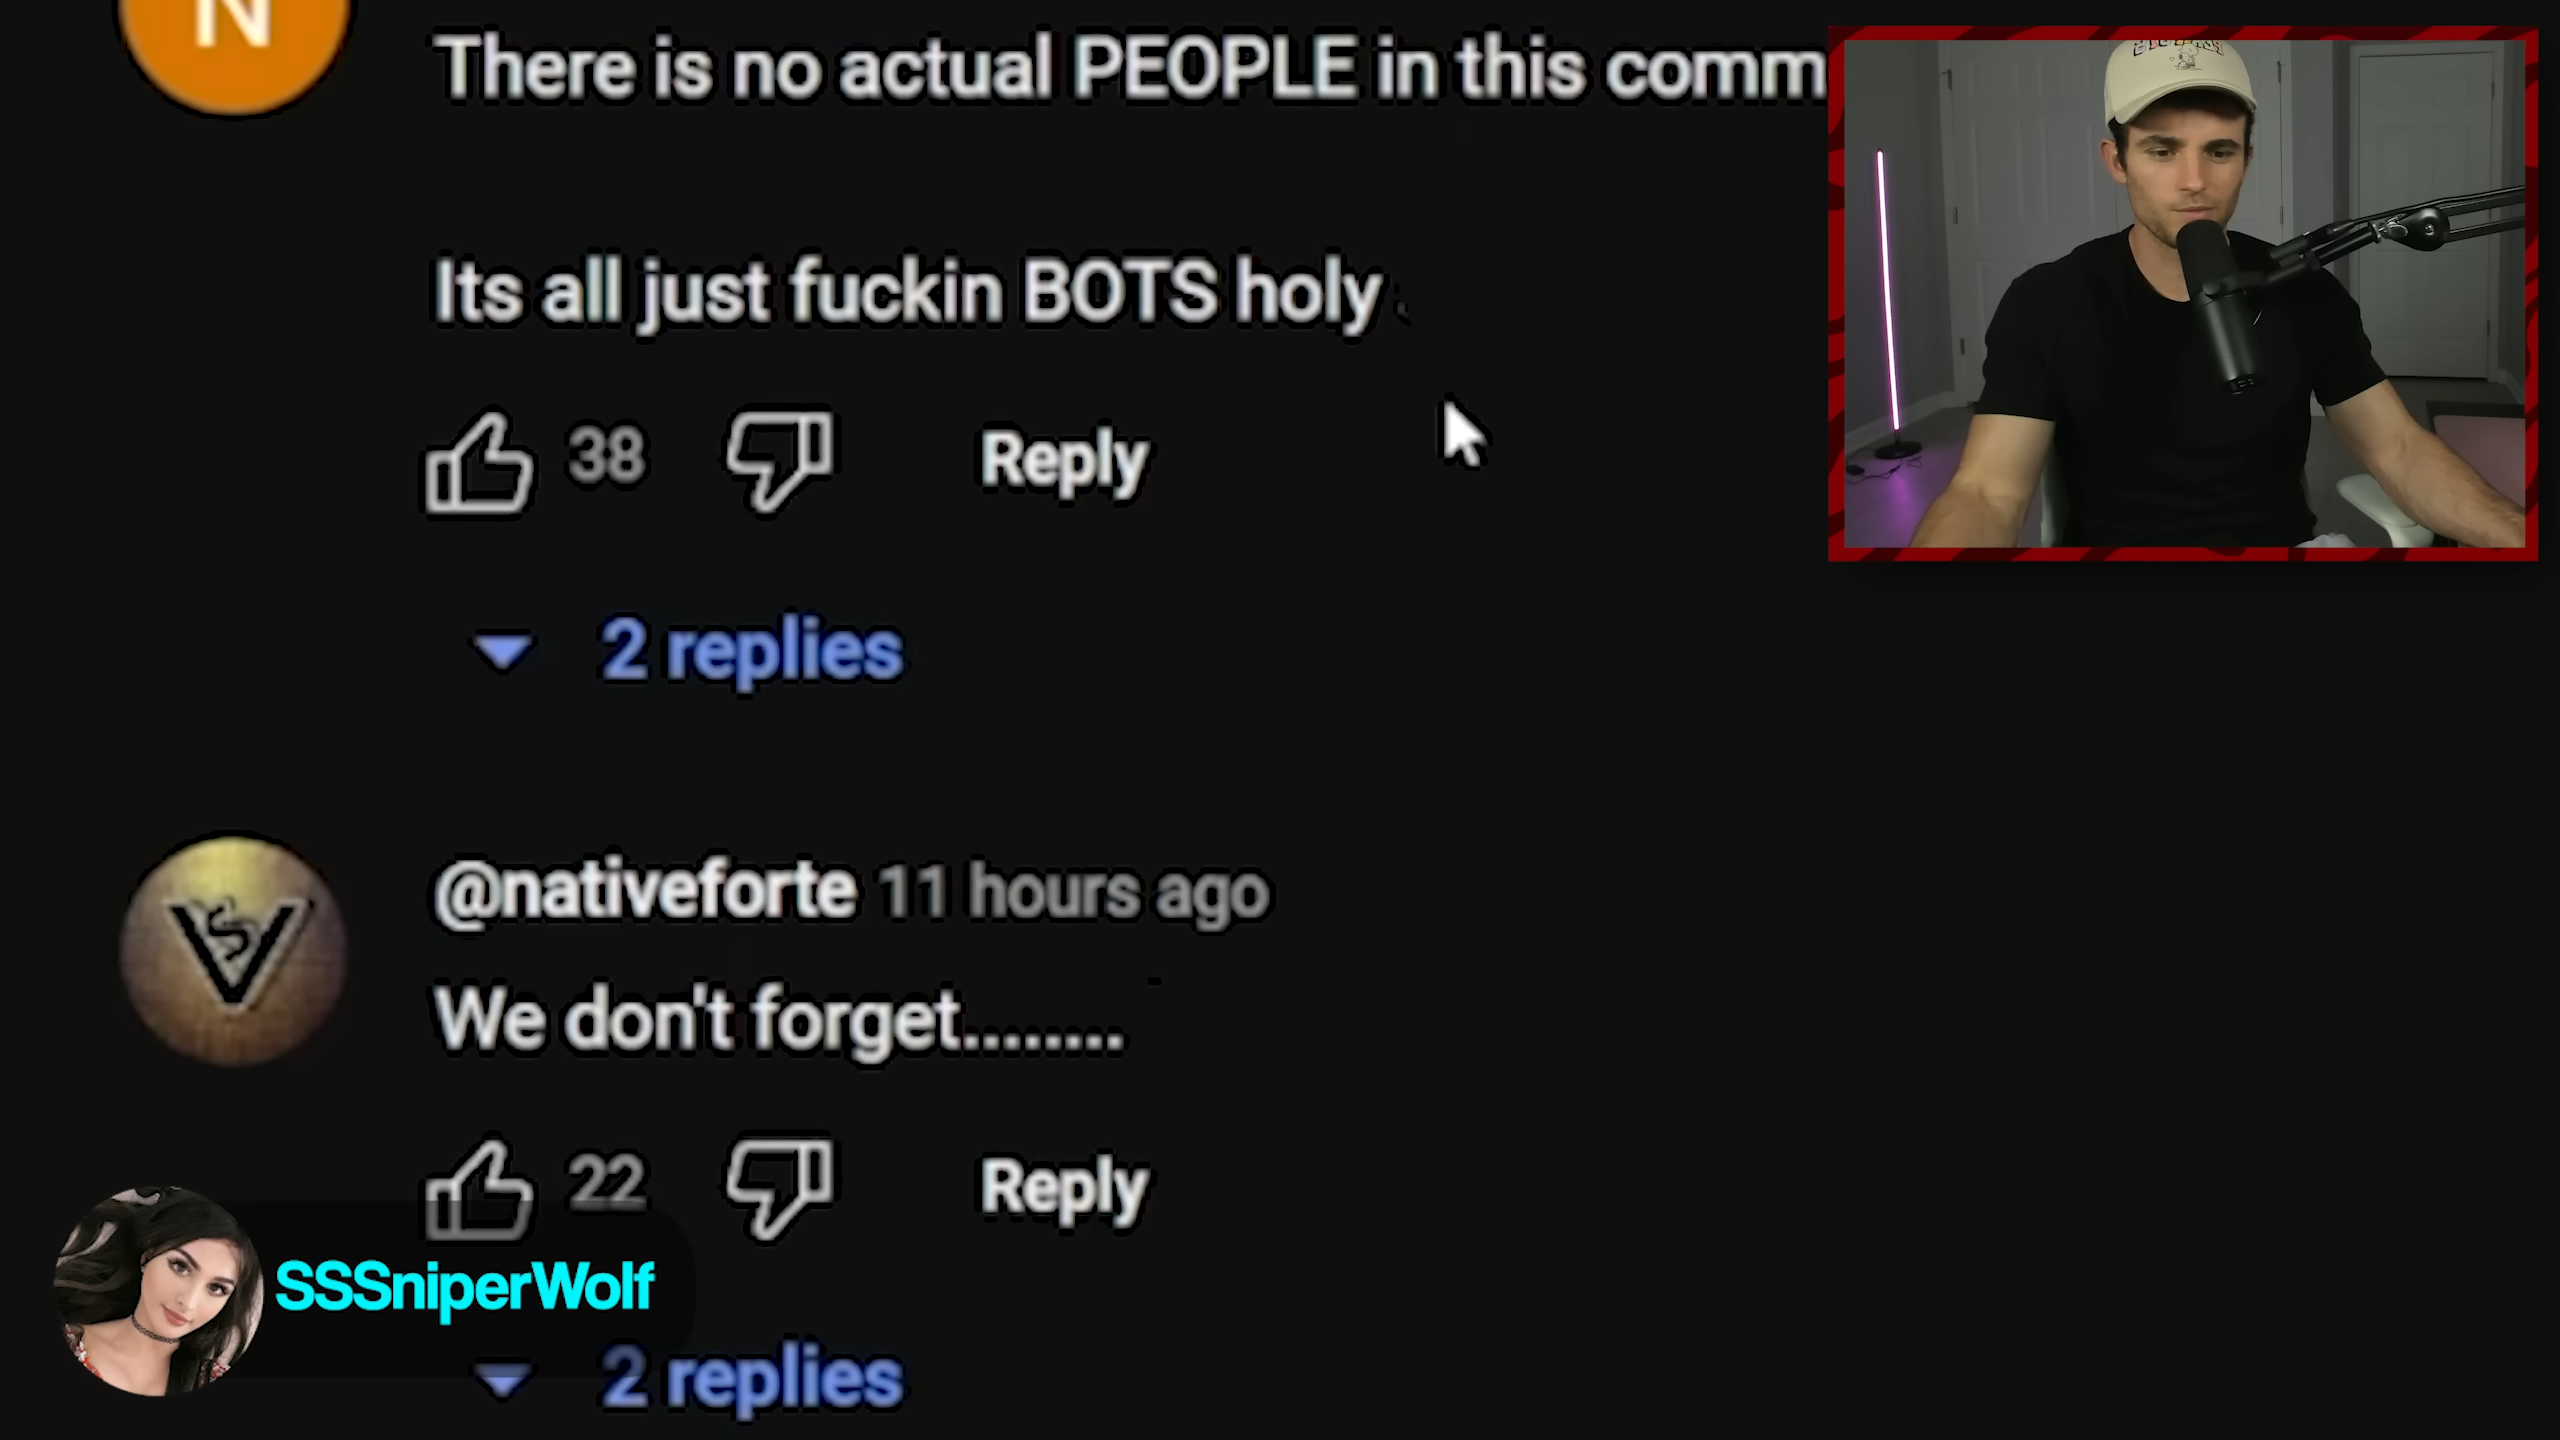 N
There is no actual PEOPLE in this comm
Its all just fuckin BOTS holy
38 Reply
2 replies
@nativeforte 11 hours ago
We don't forget........
22 Reply
SSSniperWolf
2 replies